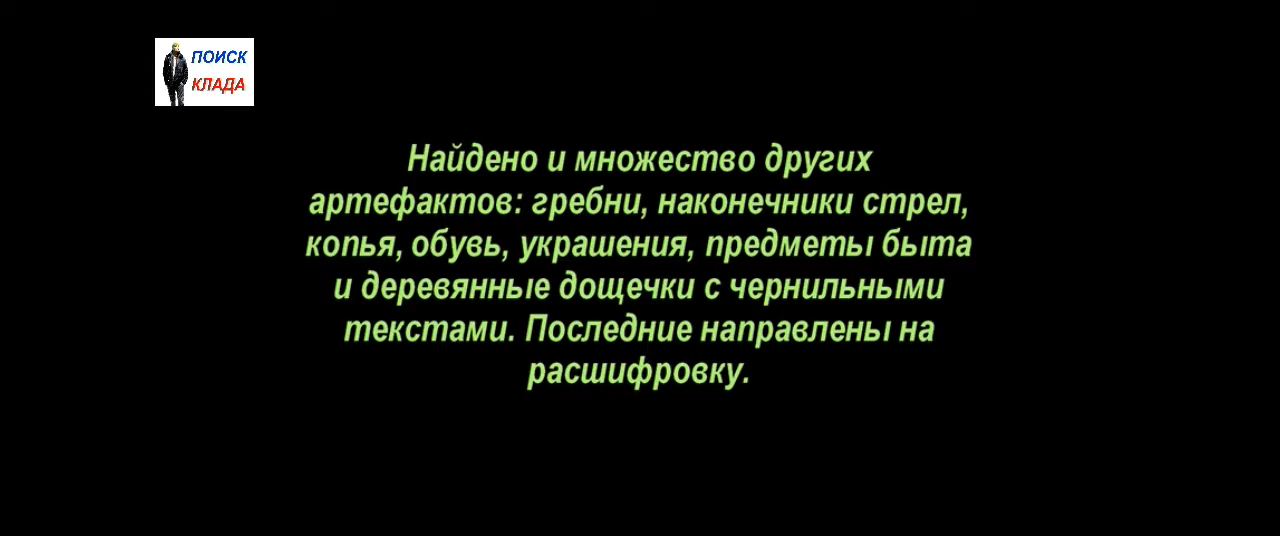 ПОИСК
КЛАДА
Найдено и множество других
артефактов: гребни, наконечники стрел,
копья, обувь, украшения, предметы быта
и деревянные дощечки с чернильными
текстами. Последние направлены на
расшифровку.